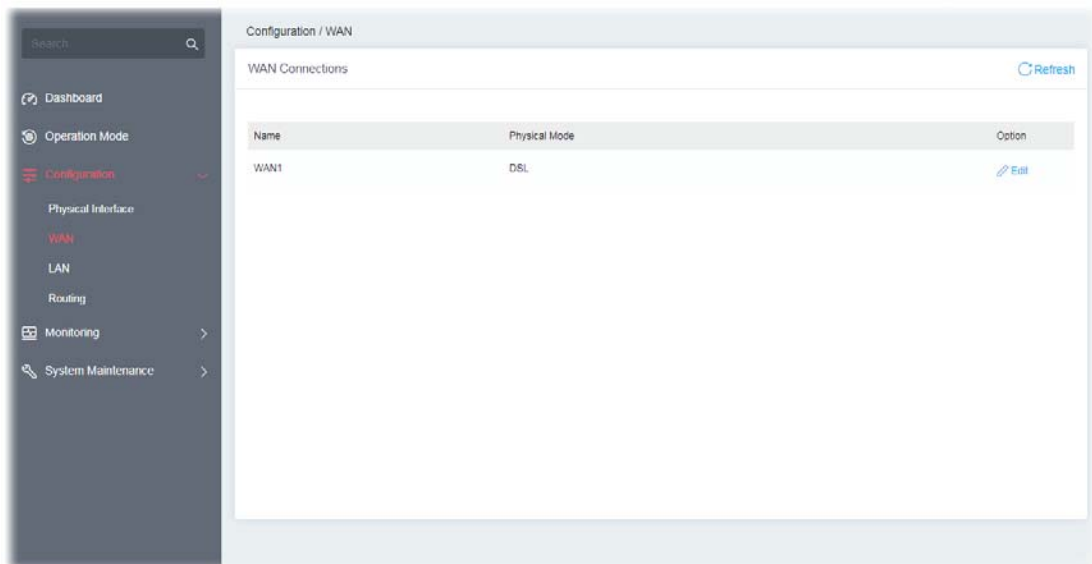 Search
Dashboard
Operation Mode
Configuration
Physical Interface
WAN
LAN
Routing
Monitoring
System Maintenance
Configuration / WAN
WAN Connections
Refresh
Name Physical Mode Option
WAN1 DSL Edit